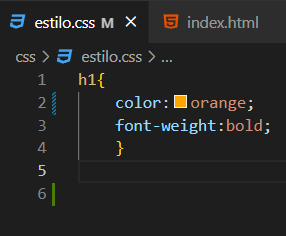 estilo.css M index.html
css > estilo.css > ...
1 h1{
2 color: orange;
3 font-weight:bold;
4 }
5
6